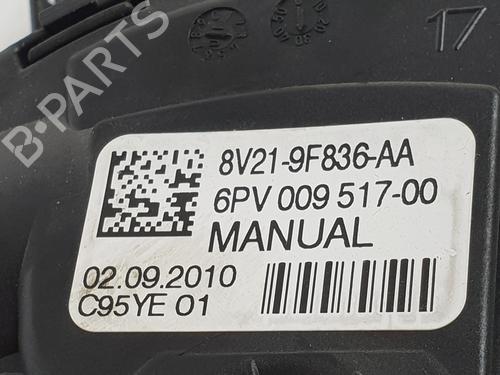 17
8V21-9F836-AA
6PV 009 517-00
MANUAL
02.09.2010
C95YE 01
B-PARTS